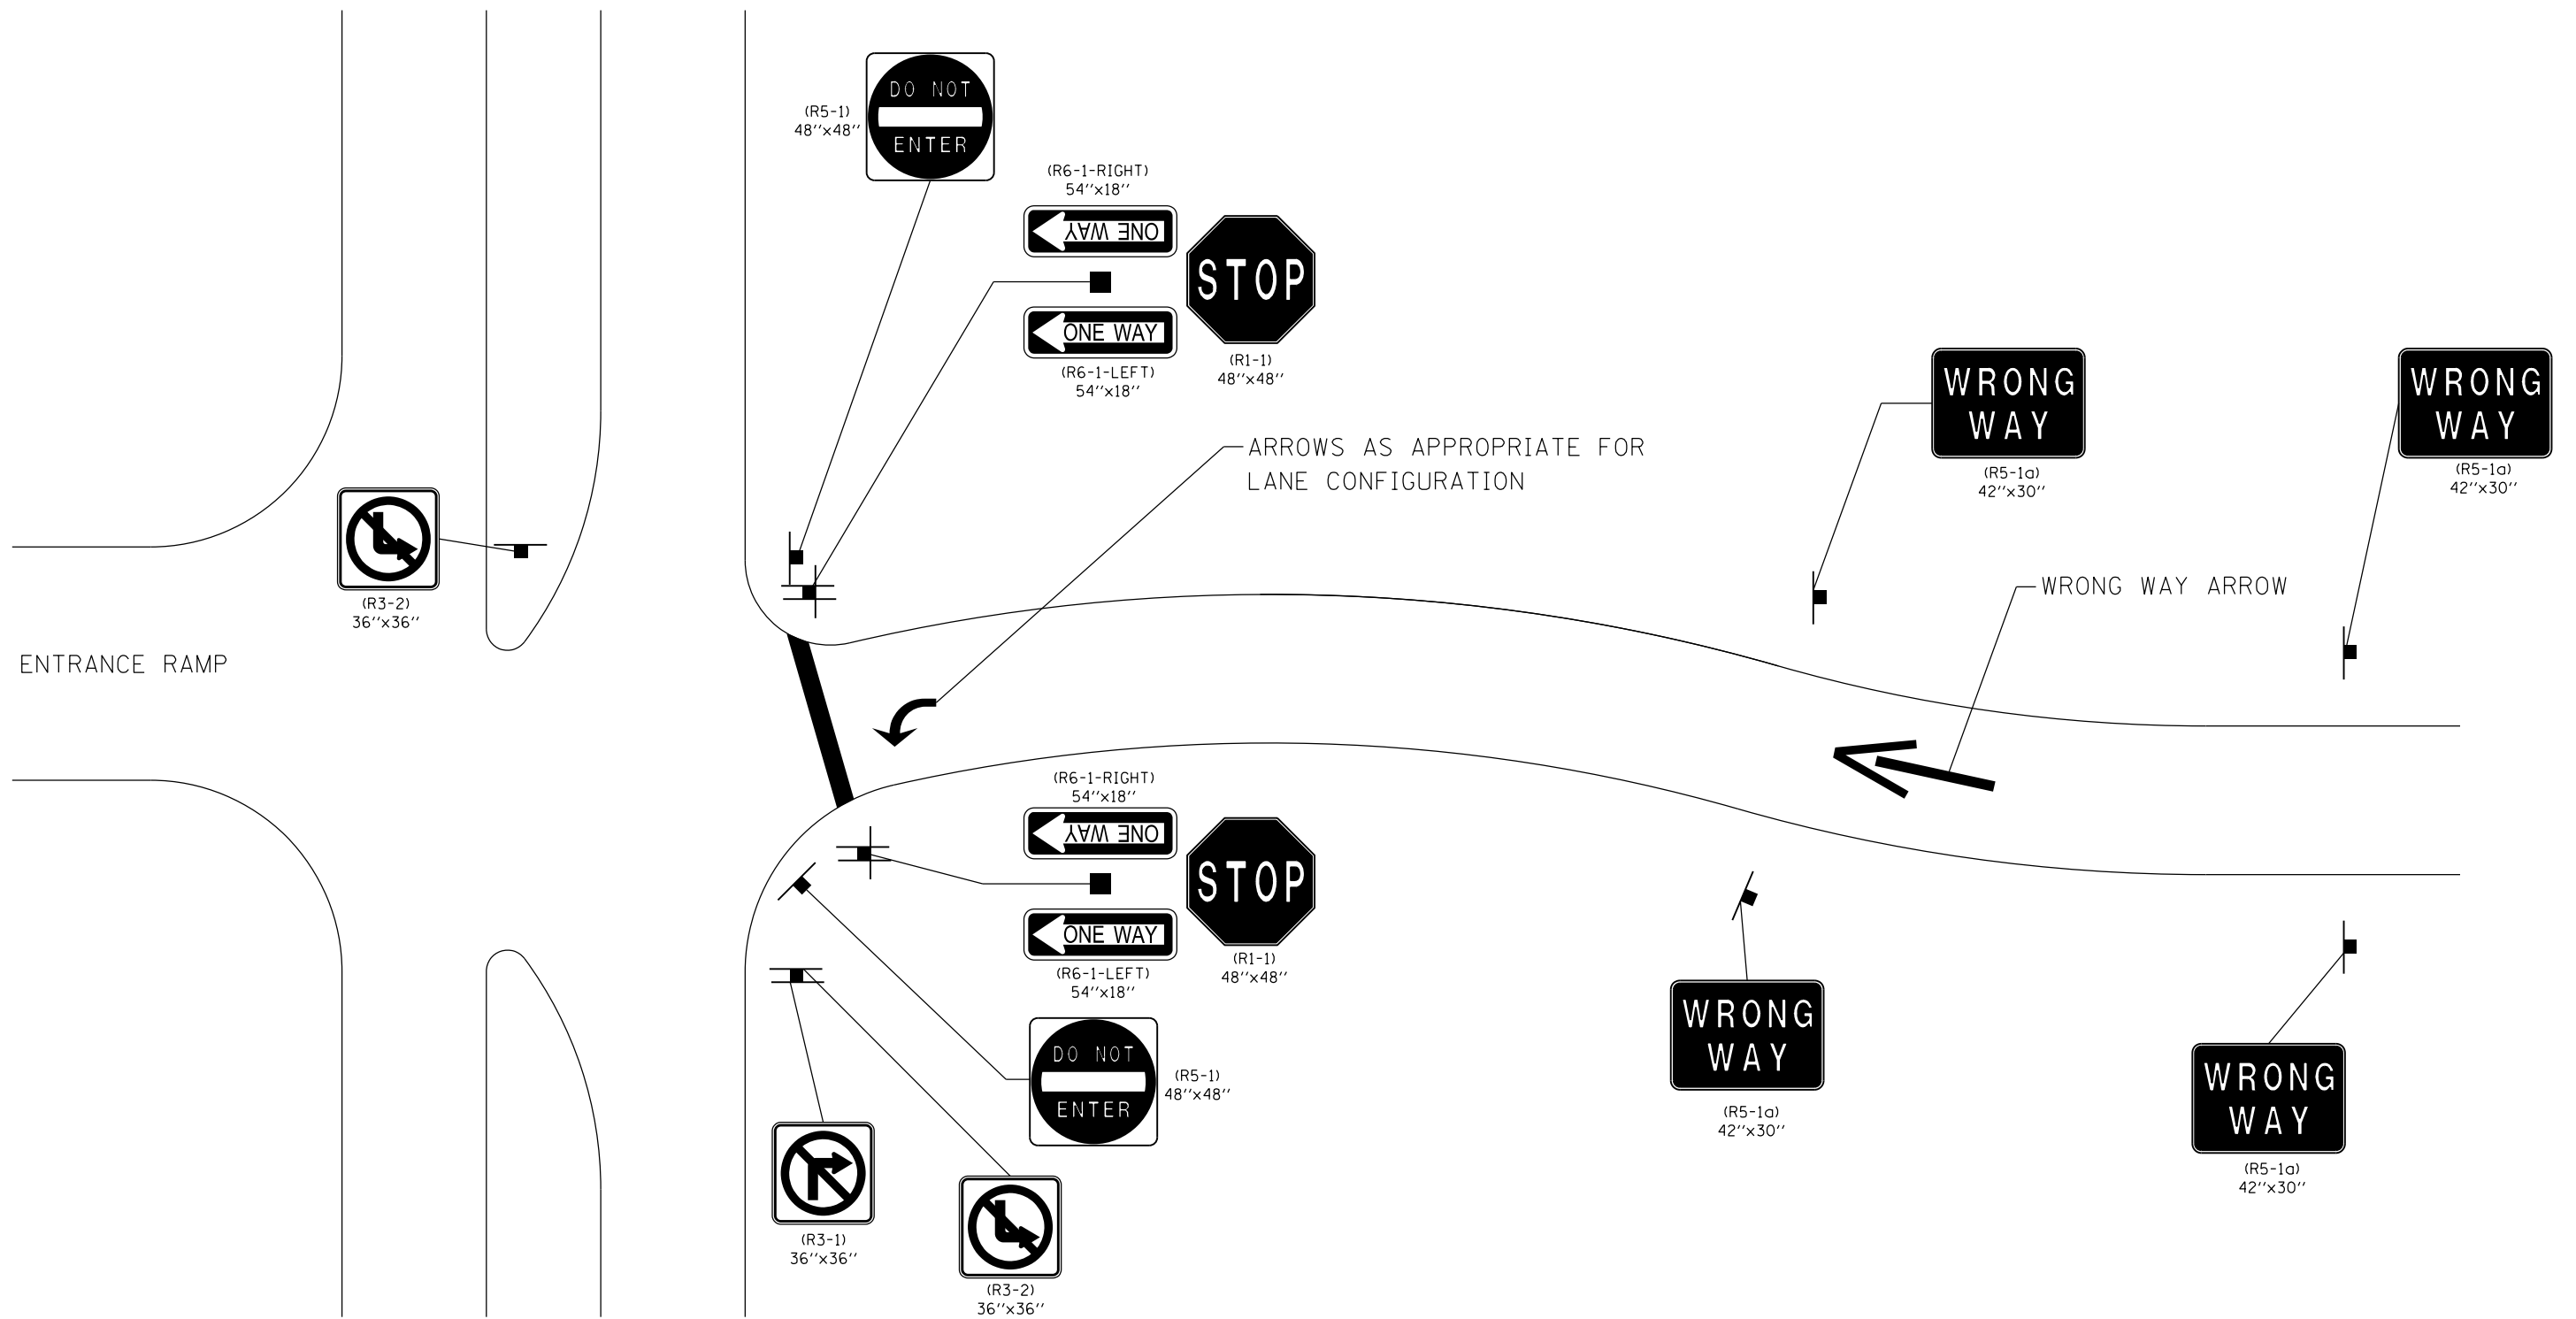 DO NOT
ENTER
(R5-1)
48''x48''
(R6-1-RIGHT)
54''x18''
ONE WAY
ONE WAY
(R6-1-LEFT)
54''x18''
STOP
(R1-1)
48''x48''
WRONG
WAY
(R5-1a)
42''x30''
WRONG
WAY
(R5-1a)
42''x30''
ARROWS AS APPROPRIATE FOR
LANE CONFIGURATION
(R3-2)
36''x36''
WRONG WAY ARROW
ENTRANCE RAMP
(R6-1-RIGHT)
54''x18''
ONE WAY
ONE WAY
(R6-1-LEFT)
54''x18''
STOP
(R1-1)
48''x48''
DO NOT
ENTER
(R5-1)
48''x48''
WRONG
WAY
(R5-1a)
42''x30''
WRONG
WAY
(R5-1a)
42''x30''
(R3-1)
36''x36''
(R3-2)
36''x36''